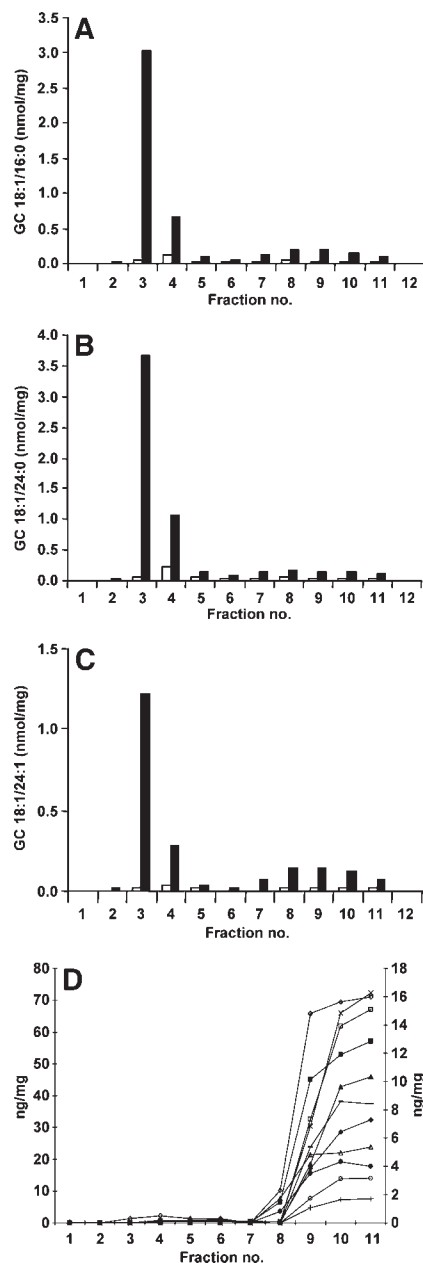 A
GC 18:1/16:0 (nmol/mg)
3.5
3.0
2.5
2.0
1.5
1.0
0.5
0.0
1 2 3 4 5 6 7 8 9 10 11 12
Fraction no.
B
GC 18:1/24:0 (nmol/mg)
4.0
3.5
3.0
2.5
2.0
1.5
1.0
0.5
0.0
1 2 3 4 5 6 7 8 9 10 11 12
Fraction no.
C
GC 18:1/24:1 (nmol/mg)
1.5
1.0
0.5
0.0
1 2 3 4 5 6 7 8 9 10 11 12
Fraction no.
D
ng/mg
80
70
60
50
40
30
20
10
0
18
16
14
12
10
8
6
4
2
0
ng/mg
1 2 3 4 5 6 7 8 9 10 11
Fraction no.